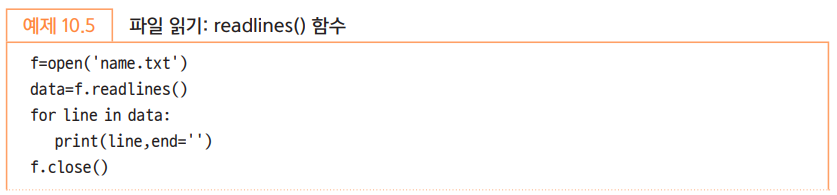 예제 10.5 파일 읽기: readlines() 함수
f=open('name.txt')
data=f.readlines()
for line in data:
    print(line,end='')
f.close()